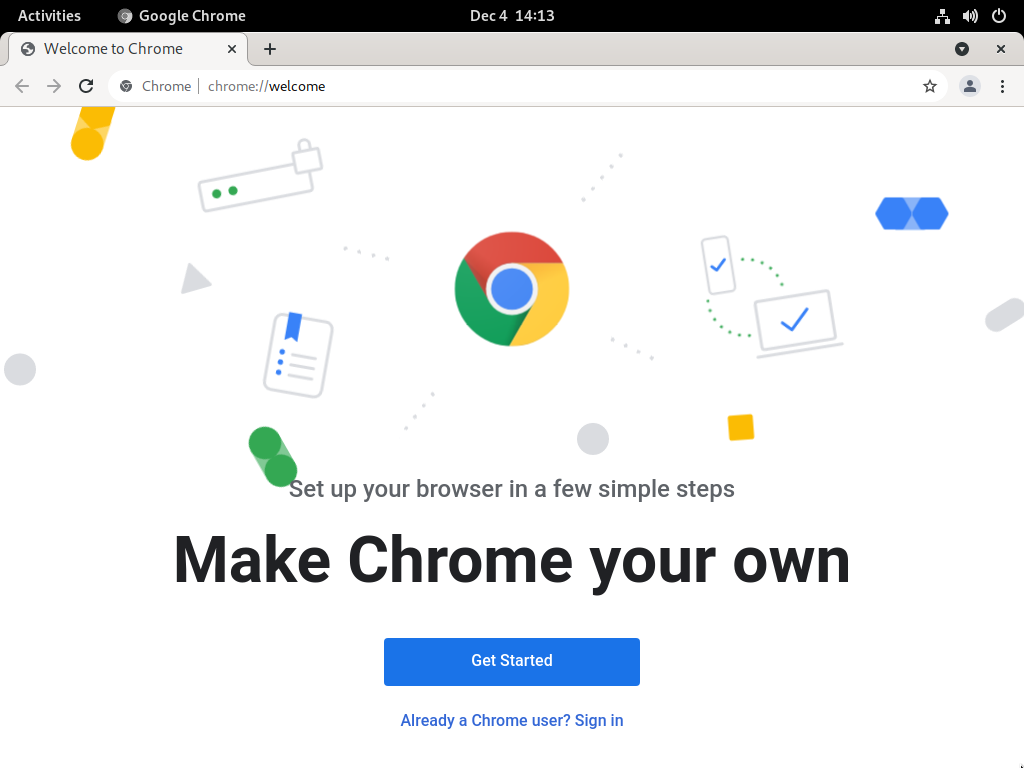 Activities Google Chrome Dec 4 14:13
Welcome to Chrome
Chrome chrome://welcome
Set up your browser in a few simple steps
Make Chrome your own
Get Started
Already a Chrome user? Sign in